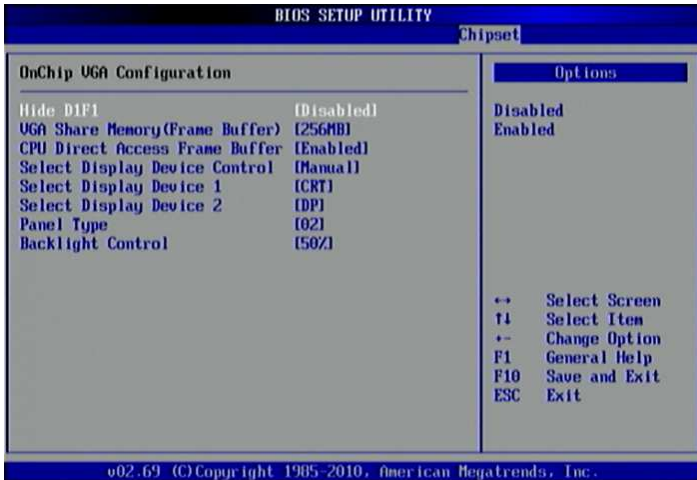 BIOS SETUP UTILITY
Chipset
OnChip VGA Configuration
Hide D1F1 [Disabled]
VGA Share Memory(Frame Buffer) [256MB]
CPU Direct Access Frame Buffer [Enabled]
Select Display Device Control [Manual]
Select Display Device 1 [CRT]
Select Display Device 2 [DP]
Panel Type [02]
Backlight Control [50%]
Options
Disabled
Enabled
↔ Select Screen
↑↓ Select Item
+- Change Option
F1 General Help
F10 Save and Exit
ESC Exit
v02.69 (C)Copyright 1985-2010, American Megatrends, Inc.